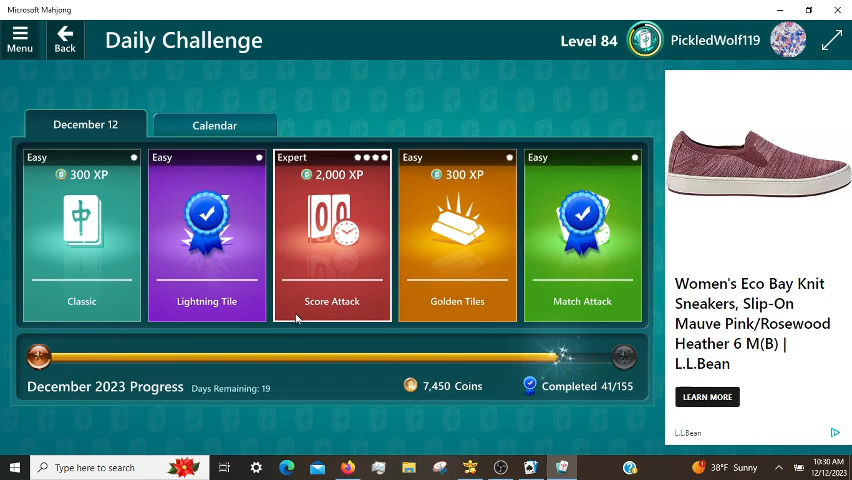 Microsoft Mahjong
Menu
Back
Daily Challenge
Level 84
PickledWolf119
December 12
Calendar
Easy
300 XP
中
Classic
Easy
Lightning Tile
Expert
2,000 XP
00
Score Attack
Easy
300 XP
Golden Tiles
Easy
Match Attack
December 2023 Progress
Days Remaining: 19
7,450 Coins
Completed 41/155
Women's Eco Bay Knit
Sneakers, Slip-On
Mauve Pink/Rosewood
Heather 6 M(B) |
L.L.Bean
LEARN MORE
L.L.Bean
Type here to search
38°F Sunny
10:30 AM
12/12/2023